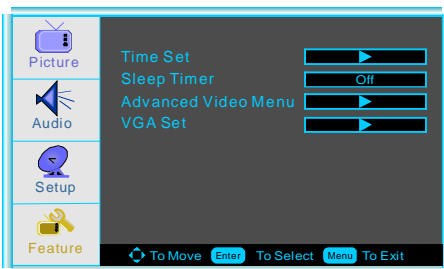 Picture
Audio
Setup
Feature
Time Set
Sleep Timer Off
Advanced Video Menu
VGA Set
To Move Enter To Select Menu To Exit